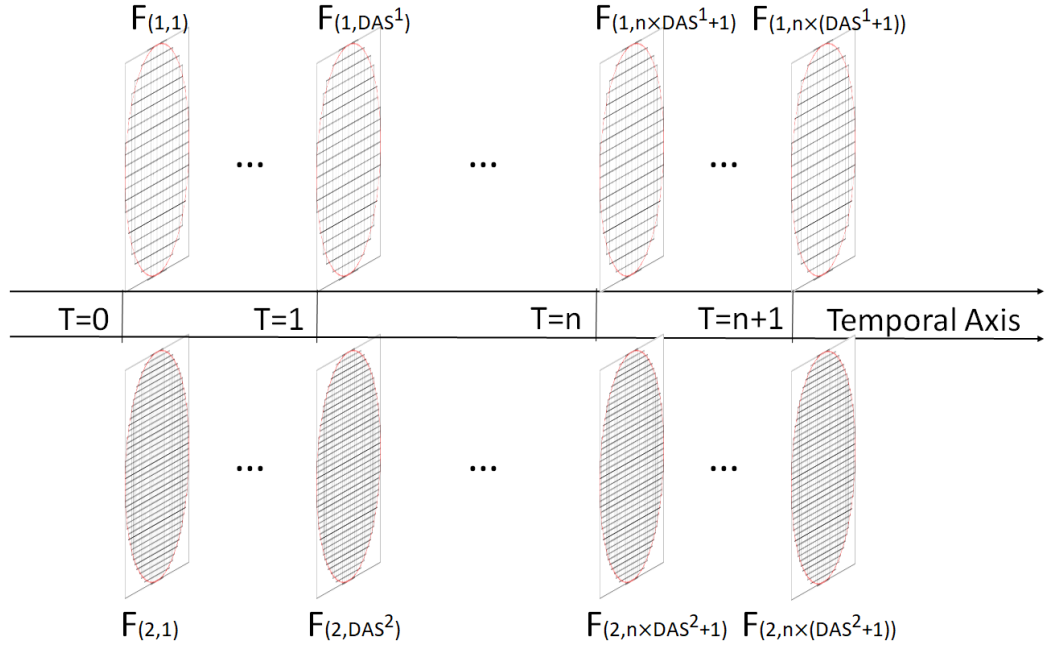 F(1,1) F(1,DAS¹) F(1,n×DAS¹+1) F(1,n×(DAS¹+1))
... ... ...
T=0 T=1 T=n T=n+1 Temporal Axis
... ... ...
F(2,1) F(2,DAS²) F(2,n×DAS²+1) F(2,n×(DAS²+1))